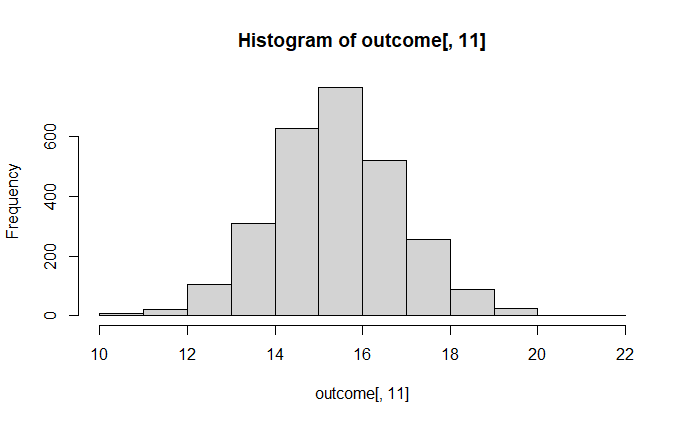 Histogram of outcome[, 11]
Frequency
600
400
200
0
10 12 14 16 18 20 22
outcome[, 11]